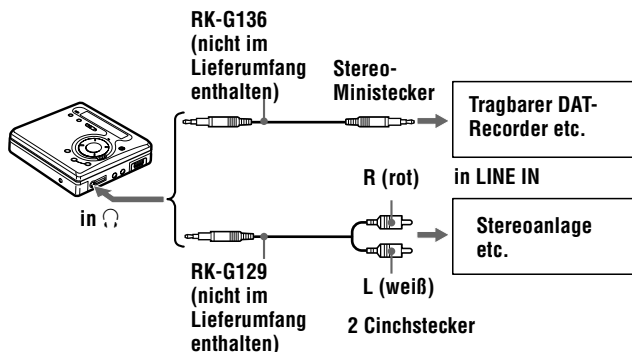 RK-G136
(nicht im
Lieferumfang
enthalten)
Stereo-
Ministecker
Tragbarer DAT-
Recorder etc.
in LINE IN
R (rot)
in
Stereoanlage
etc.
L (weiß)
RK-G129
(nicht im
Lieferumfang
enthalten)
2 Cinchstecker